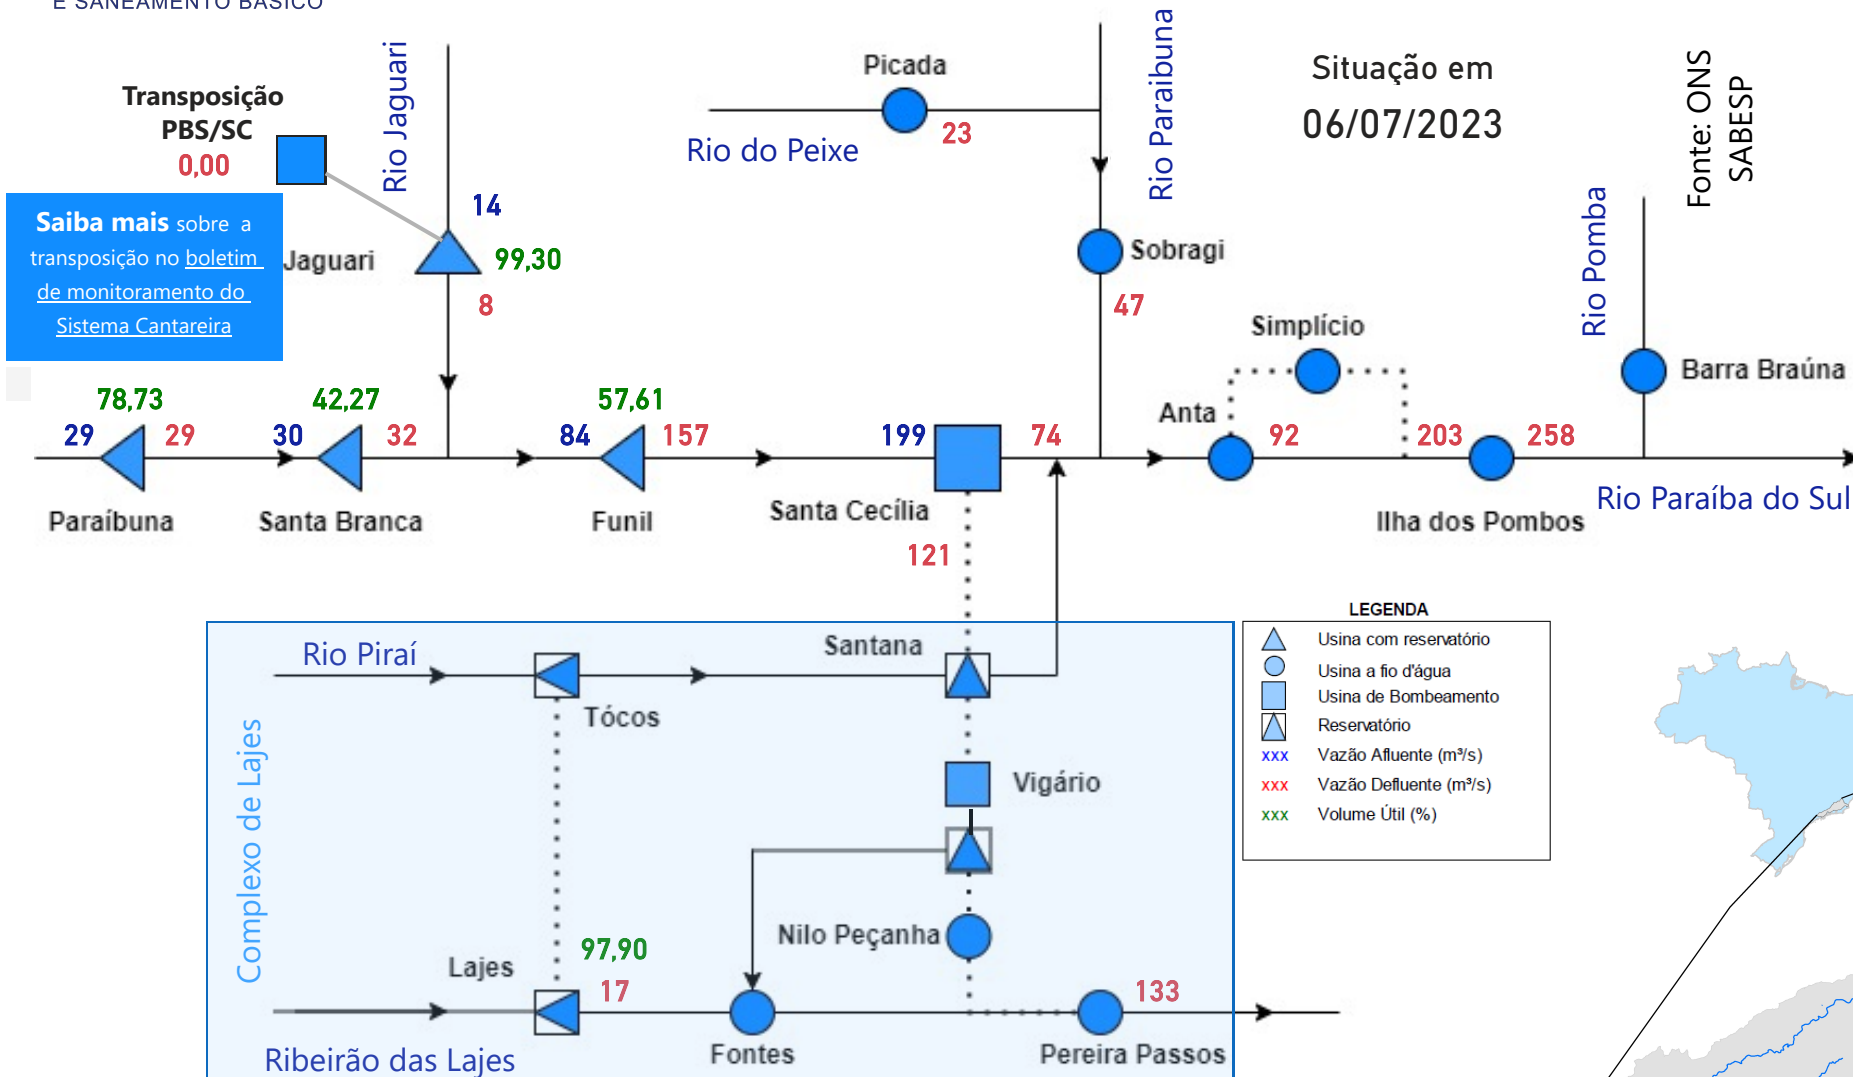 E SANEAMENTO BÁSICO
Transposição
PBS/SC
0,00
Rio Jaguari
Saiba mais sobre a
transposição no boletim
de monitoramento do
Sistema Cantareira
14
Jaguari
99,30
8
Picada
23
Rio do Peixe
Rio Paraibuna
Situação em
06/07/2023
Fonte: ONS
SABESP
Sobragi
47
Rio Pomba
Simplício
Barra Braúna
78,73
29
29
Paraíbuna
42,27
30
32
Santa Branca
57,61
84
157
Funil
199
74
Santa Cecília
121
Anta
92
203
258
Ilha dos Pombos
Rio Paraíba do Sul
Complexo de Lajes
Rio Piraí
Tócos
Santana
Vigário
Nilo Peçanha
Lajes
97,90
17
Ribeirão das Lajes
Fontes
133
Pereira Passos
LEGENDA
Usina com reservatório
Usina a fio d'água
Usina de Bombeamento
Reservatório
xxx Vazão Afluente (m³/s)
xxx Vazão Defluente (m³/s)
xxx Volume Útil (%)